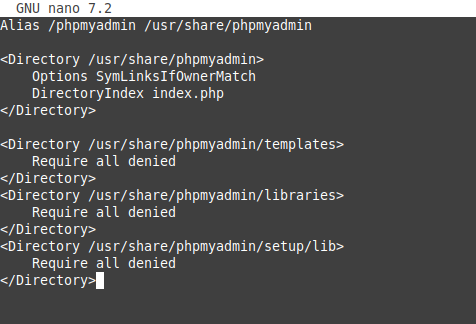 GNU nano 7.2
Alias /phpmyadmin /usr/share/phpmyadmin
<Directory /usr/share/phpmyadmin>
    Options SymLinksIfOwnerMatch
    DirectoryIndex index.php
</Directory>
<Directory /usr/share/phpmyadmin/templates>
    Require all denied
</Directory>
<Directory /usr/share/phpmyadmin/libraries>
    Require all denied
</Directory>
<Directory /usr/share/phpmyadmin/setup/lib>
    Require all denied
</Directory>